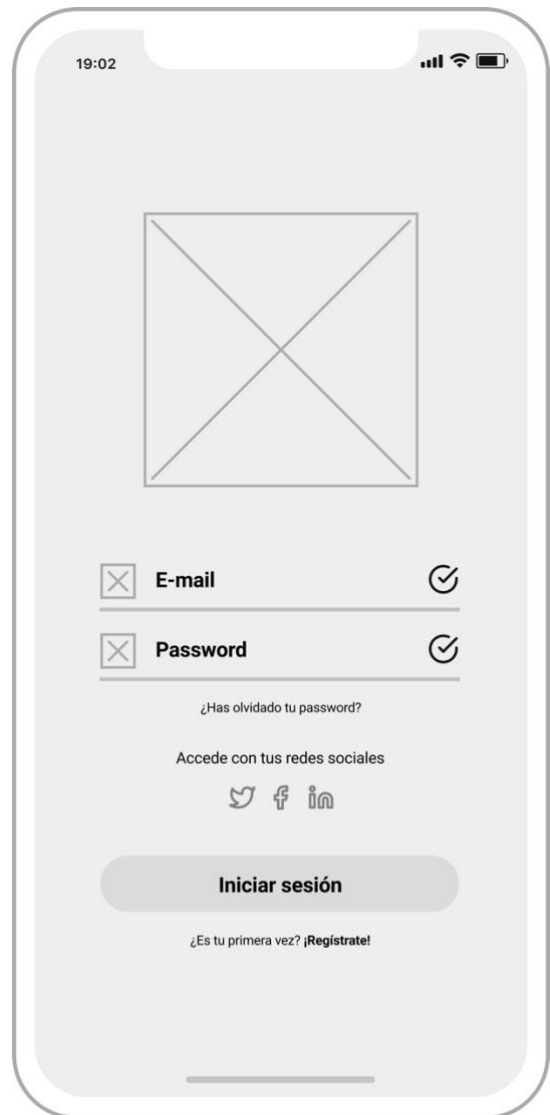 19:02
E-mail
Password
¿Has olvidado tu password?
Accede con tus redes sociales
Iniciar sesión
¿Es tu primera vez? ¡Regístrate!